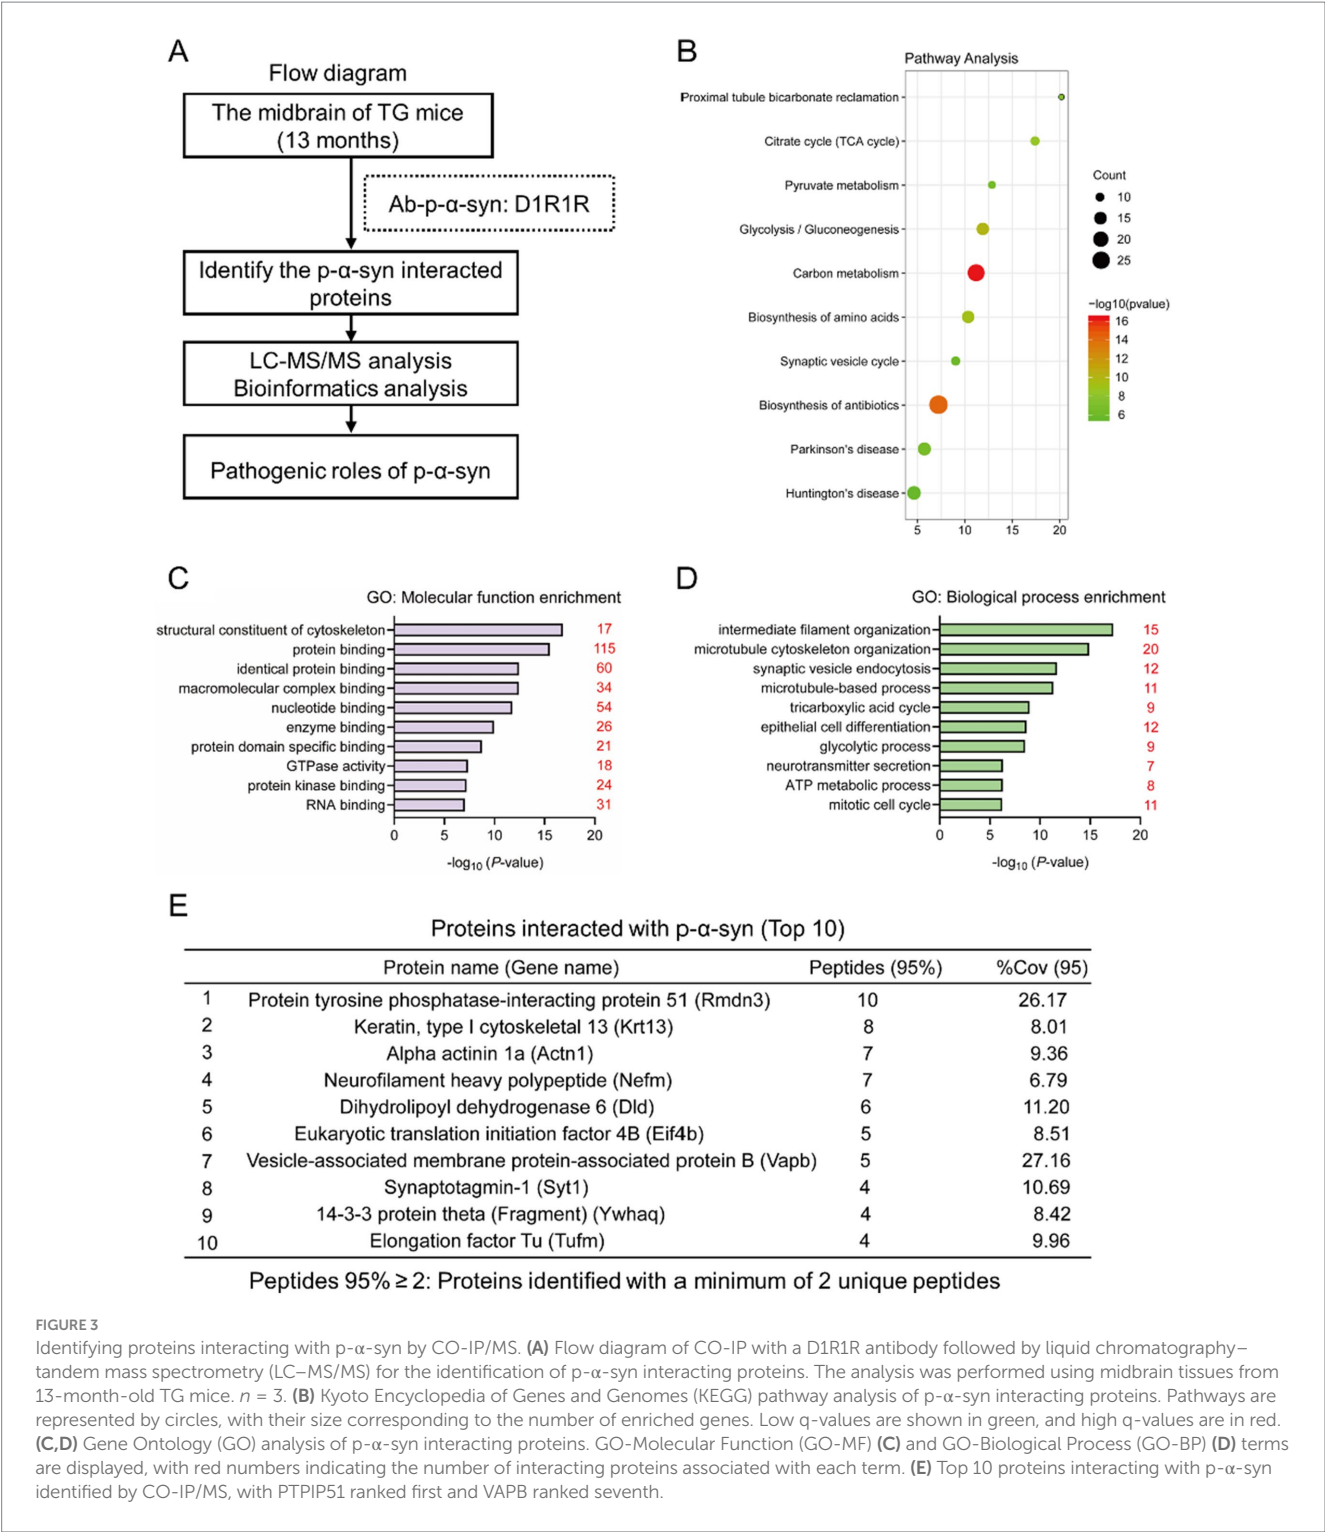 A
Flow diagram
The midbrain of TG mice
(13 months)
Ab-p-α-syn: D1R1R
Identify the p-α-syn interacted
proteins
LC-MS/MS analysis
Bioinformatics analysis
Pathogenic roles of p-α-syn
B
Pathway Analysis
Proximal tubule bicarbonate reclamation
Citrate cycle (TCA cycle)
Pyruvate metabolism
Glycolysis / Gluconeogenesis
Carbon metabolism
Biosynthesis of amino acids
Synaptic vesicle cycle
Biosynthesis of antibiotics
Parkinson's disease
Huntington's disease
5 10 15 20
Count
10
15
20
25
−log10(pvalue)
16
14
12
10
8
6
C
GO: Molecular function enrichment
structural constituent of cytoskeleton 17
protein binding 115
identical protein binding 60
macromolecular complex binding 34
nucleotide binding 54
enzyme binding 26
protein domain specific binding 21
GTPase activity 18
protein kinase binding 24
RNA binding 31
0 5 10 15 20
-log10 (P-value)
D
GO: Biological process enrichment
intermediate filament organization 15
microtubule cytoskeleton organization 20
synaptic vesicle endocytosis 12
microtubule-based process 11
tricarboxylic acid cycle 9
epithelial cell differentiation 12
glycolytic process 9
neurotransmitter secretion 7
ATP metabolic process 8
mitotic cell cycle 11
0 5 10 15 20
-log10 (P-value)
E
Proteins interacted with p-α-syn (Top 10)
Protein name (Gene name) Peptides (95%) %Cov (95)
1 Protein tyrosine phosphatase-interacting protein 51 (Rmdn3) 10 26.17
2 Keratin, type I cytoskeletal 13 (Krt13) 8 8.01
3 Alpha actinin 1a (Actn1) 7 9.36
4 Neurofilament heavy polypeptide (Nefm) 7 6.79
5 Dihydrolipoyl dehydrogenase 6 (Dld) 6 11.20
6 Eukaryotic translation initiation factor 4B (Eif4b) 5 8.51
7 Vesicle-associated membrane protein-associated protein B (Vapb) 5 27.16
8 Synaptotagmin-1 (Syt1) 4 10.69
9 14-3-3 protein theta (Fragment) (Ywhaq) 4 8.42
10 Elongation factor Tu (Tufm) 4 9.96
Peptides 95% ≥ 2: Proteins identified with a minimum of 2 unique peptides
FIGURE 3
Identifying proteins interacting with p-α-syn by CO-IP/MS. (A) Flow diagram of CO-IP with a D1R1R antibody followed by liquid chromatography–
tandem mass spectrometry (LC–MS/MS) for the identification of p-α-syn interacting proteins. The analysis was performed using midbrain tissues from
13-month-old TG mice. n = 3. (B) Kyoto Encyclopedia of Genes and Genomes (KEGG) pathway analysis of p-α-syn interacting proteins. Pathways are
represented by circles, with their size corresponding to the number of enriched genes. Low q-values are shown in green, and high q-values are in red.
(C,D) Gene Ontology (GO) analysis of p-α-syn interacting proteins. GO-Molecular Function (GO-MF) (C) and GO-Biological Process (GO-BP) (D) terms
are displayed, with red numbers indicating the number of interacting proteins associated with each term. (E) Top 10 proteins interacting with p-α-syn
identified by CO-IP/MS, with PTPIP51 ranked first and VAPB ranked seventh.